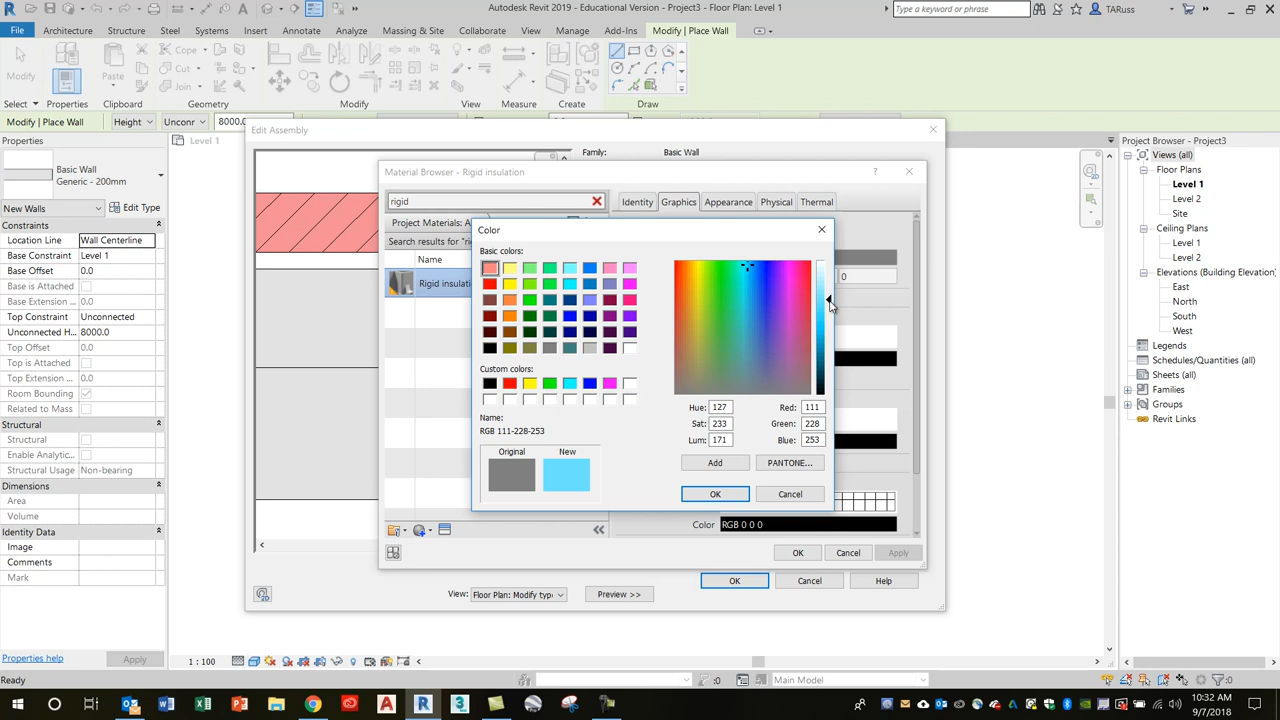 Autodesk Revit 2019 - Educational Version - Project3 - Floor Plan: Level 1
Type a keyword or phrase
TARuss
File Architecture Structure Steel Systems Insert Annotate Analyze Massing & Site Collaborate View Manage Add-Ins Modify | Place Wall
Modify
Properties
Paste
Cope
Cut
Join
Select Properties Clipboard Geometry Modify View Measure Create Draw
Modify | Place Wall Height Unconr 8000.
Properties
Basic Wall
Generic - 200mm
New Walls Edit Type
Constraints
Location Line Wall Centerline
Base Constraint Level 1
Base Offset 0.0
Base is Attached
Base Extension ... 0.0
Top Constraint Unconnected
Unconnected H... 8000.0
Top Offset 0.0
Top is Attached
Top Extension ... 0.0
Room Bounding
Related to Mass
Structural
Structural
Enable Analytic...
Structural Usage Non-bearing
Dimensions
Area
Volume
Identity Data
Image
Comments
Mark
Properties help Apply
Level 1
Edit Assembly
Family: Basic Wall
View: Floor Plan: Modify typ Preview >> OK Cancel Help
Material Browser - Rigid insulation
?
rigid
Project Materials: A
Search results for "ri
Name
Rigid insulati
Identity Graphics Appearance Physical Thermal
0
Color RGB 0 0 0
OK Cancel Apply
Color
Basic colors:
Custom colors:
Name:
RGB 111-228-253
Original New
Hue: 127 Red: 111
Sat: 233 Green: 228
Lum: 171 Blue: 253
Add PANTONE...
OK Cancel
Project Browser - Project3
Views (all)
Floor Plans
Level 1
Level 2
Site
Ceiling Plans
Level 1
Level 2
Elevations (Building Elevation)
East
North
South
West
Legends
Schedules/Quantities (all)
Sheets (all)
Families
Groups
Revit Links
1 : 100
Ready :0 Main Model :0
10:32 AM
9/7/2018